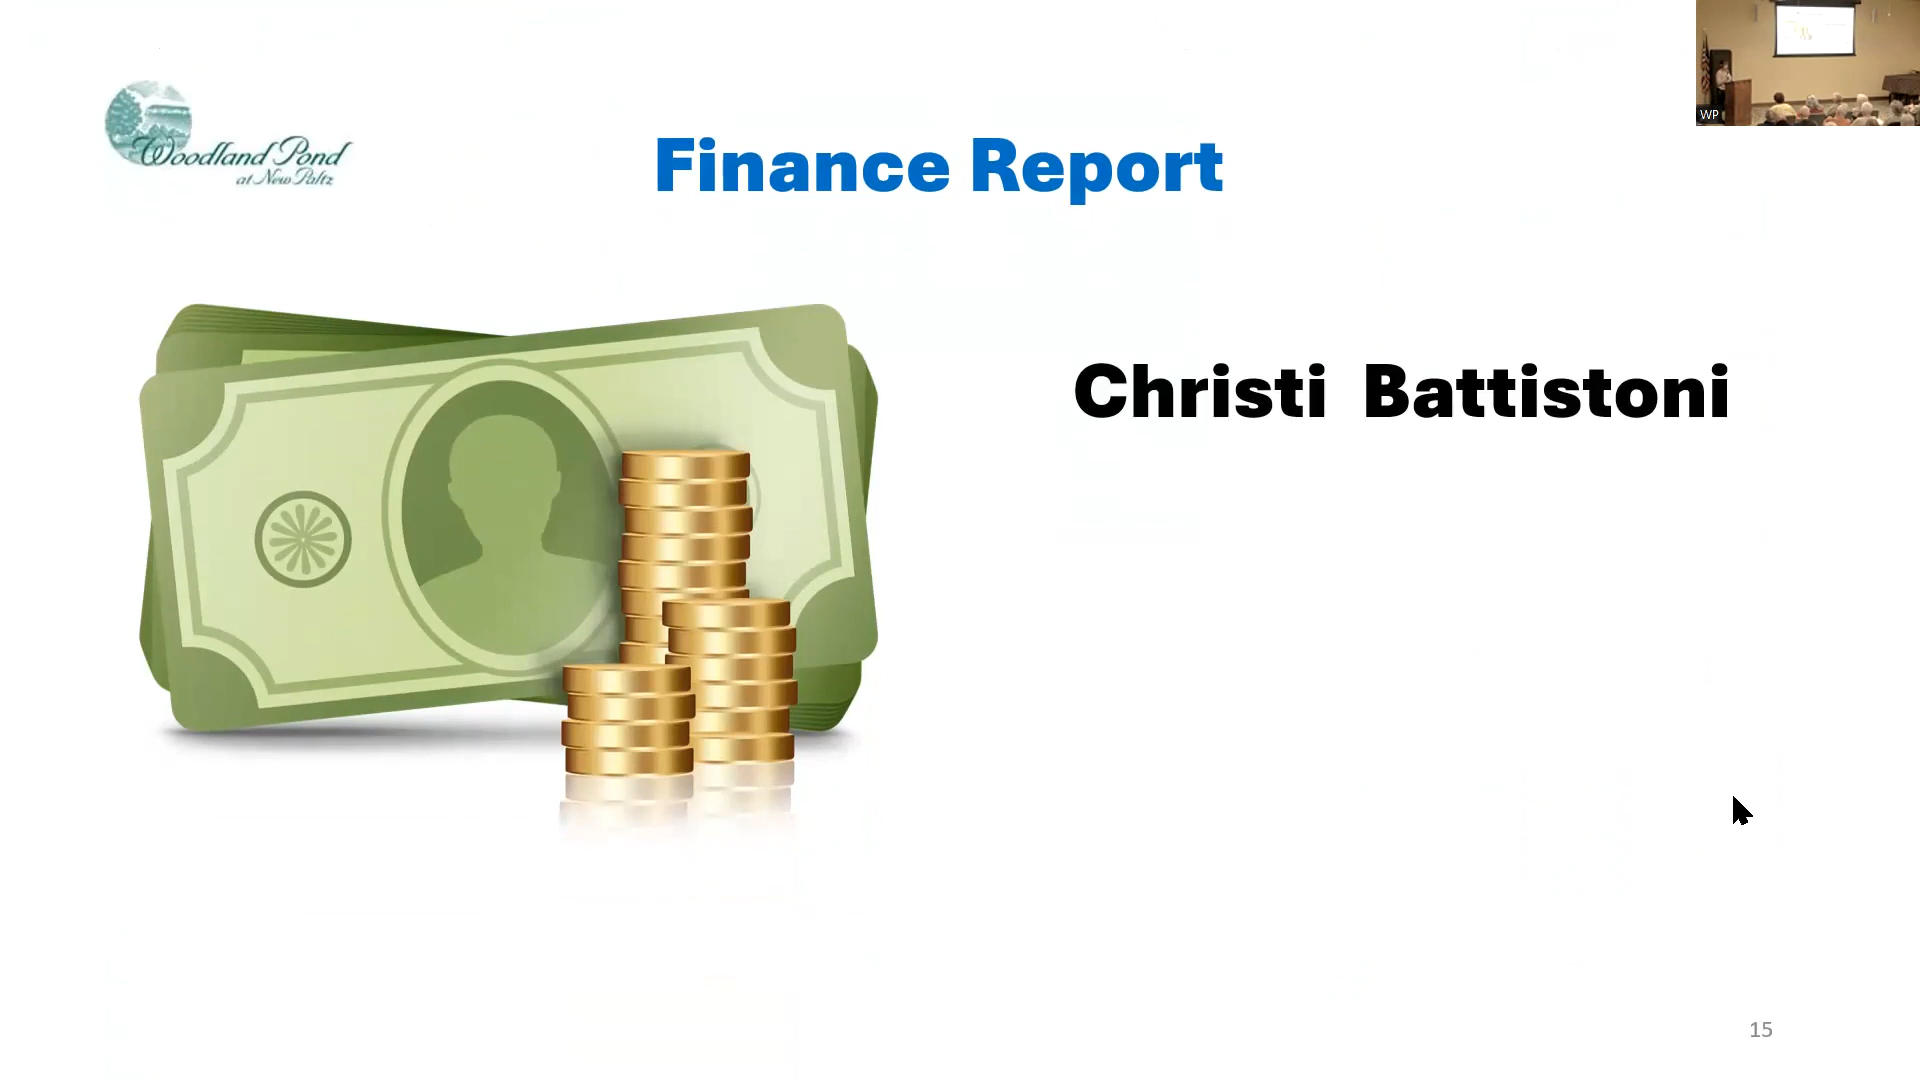 WP
Woodland Pond
at New Paltz
Finance Report
Christi Battistoni
15